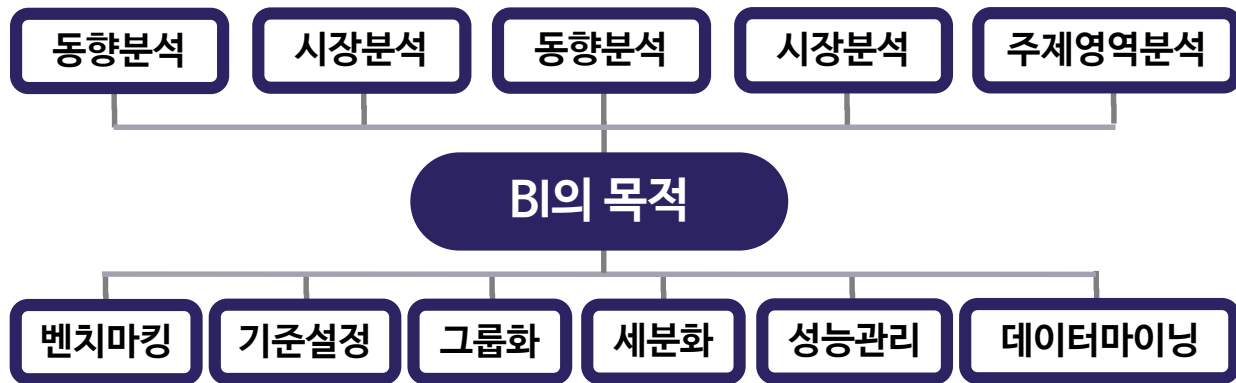 동향분석
시장분석
동향분석
시장분석
주제영역분석
BI의 목적
벤치마킹
기준설정
그룹화
세분화
성능관리
데이터마이닝